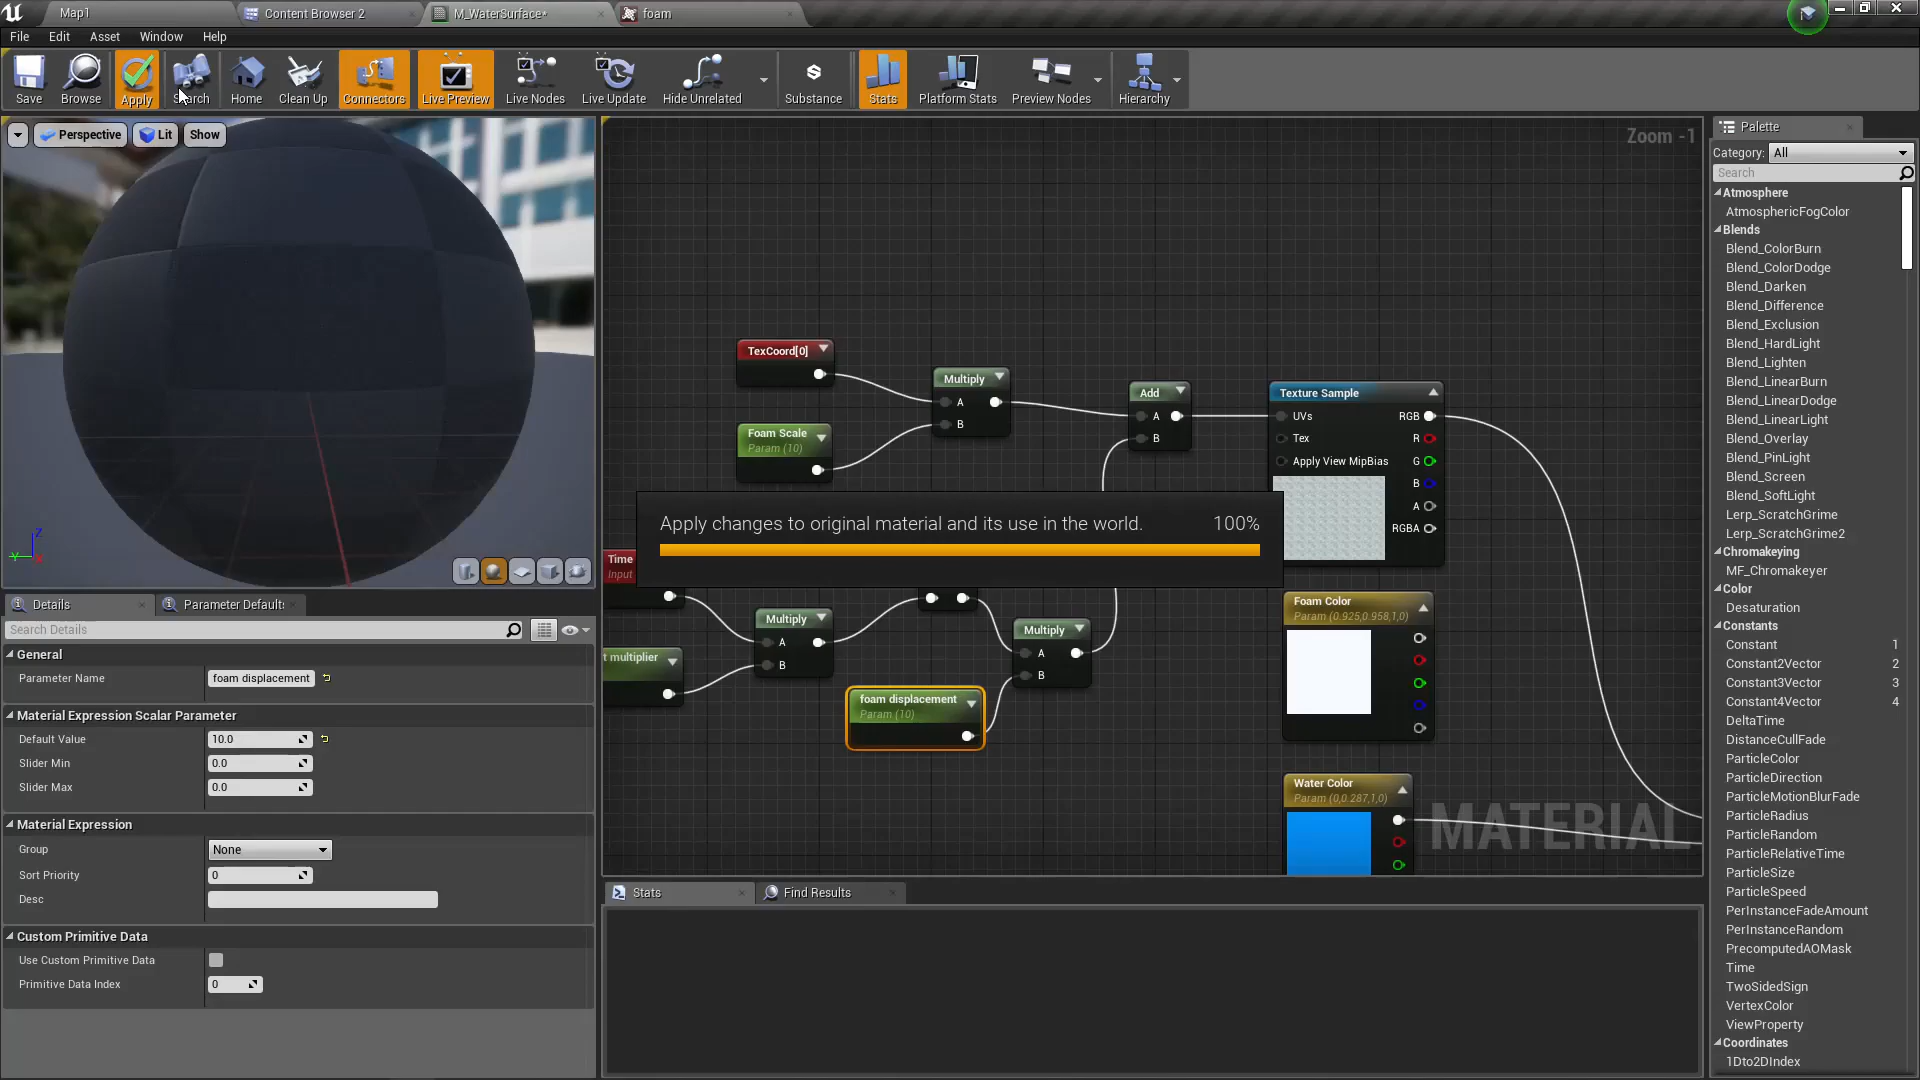 Map1
Content Browser 2
M_WaterSurface*
foam
File
Edit
Asset
Window
Help
Save
Browse
Apply
Search
Home
Clean Up
Connectors
Live Preview
Live Nodes
Live Update
Hide Unrelated
Substance
Stats
Platform Stats
Preview Nodes
Hierarchy
Perspective
Lit
Show
Zoom -1
TexCoord[0]
Multiply
A
B
Foam Scale
Param (10)
Add
A
B
Texture Sample
UVs
Tex
Apply View MipBias
RGB
R
G
B
A
RGBA
Apply changes to original material and its use in the world.
100%
Time
Input
Multiply
A
B
t multiplier
Multiply
A
B
foam displacement
Param (10)
Foam Color
Param (0.925,0.958,1,0)
Water Color
Param (0,0.287,1,0)
MATERIAL
Z
Y
X
Details
Parameter Default
Search Details
General
Parameter Name
foam displacement
Material Expression Scalar Parameter
Default Value
10.0
Slider Min
0.0
Slider Max
0.0
Material Expression
Group
None
Sort Priority
0
Desc
Custom Primitive Data
Use Custom Primitive Data
Primitive Data Index
0
Stats
Find Results
Palette
Category:
All
Search
Atmosphere
AtmosphericFogColor
Blends
Blend_ColorBurn
Blend_ColorDodge
Blend_Darken
Blend_Difference
Blend_Exclusion
Blend_HardLight
Blend_Lighten
Blend_LinearBurn
Blend_LinearDodge
Blend_LinearLight
Blend_Overlay
Blend_PinLight
Blend_Screen
Blend_SoftLight
Lerp_ScratchGrime
Lerp_ScratchGrime2
Chromakeying
MF_Chromakeyer
Color
Desaturation
Constants
Constant 1
Constant2Vector 2
Constant3Vector 3
Constant4Vector 4
DeltaTime
DistanceCullFade
ParticleColor
ParticleDirection
ParticleMotionBlurFade
ParticleRadius
ParticleRandom
ParticleRelativeTime
ParticleSize
ParticleSpeed
PerInstanceFadeAmount
PerInstanceRandom
PrecomputedAOMask
Time
TwoSidedSign
VertexColor
ViewProperty
Coordinates
1Dto2DIndex